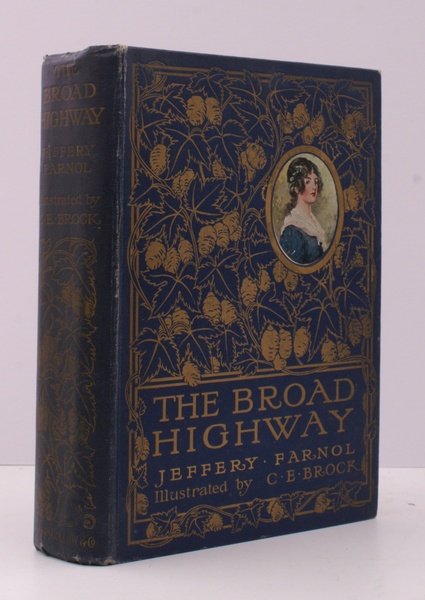 THE
BROAD
HIGHWAY
JEFFERY
FARNOL
Illustrated by
C.E. BROCK.
THE BROAD
HIGHWAY
JEFFERY · FARNOL
Illustrated by C · E · BROCK